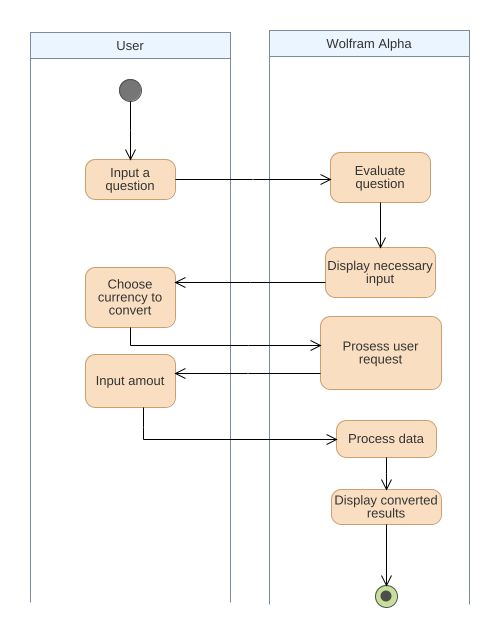 User
Wolfram Alpha
Input a
question
Evaluate
question
Display necessary
input
Choose
currency to
convert
Prosess user
request
Input amout
Process data
Display converted
results